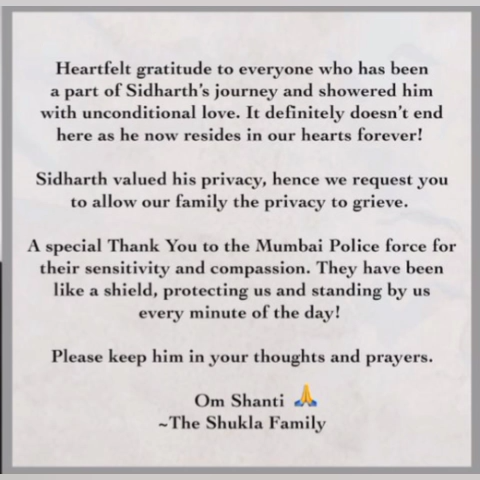 Heartfelt gratitude to everyone who has been
a part of Sidharth's journey and showered him
with unconditional love. It definitely doesn't end
here as he now resides in our hearts forever!
Sidharth valued his privacy, hence we request you
to allow our family the privacy to grieve.
A special Thank You to the Mumbai Police force for
their sensitivity and compassion. They have been
like a shield, protecting us and standing by us
every minute of the day!
Please keep him in your thoughts and prayers.
Om Shanti 🙏
~The Shukla Family